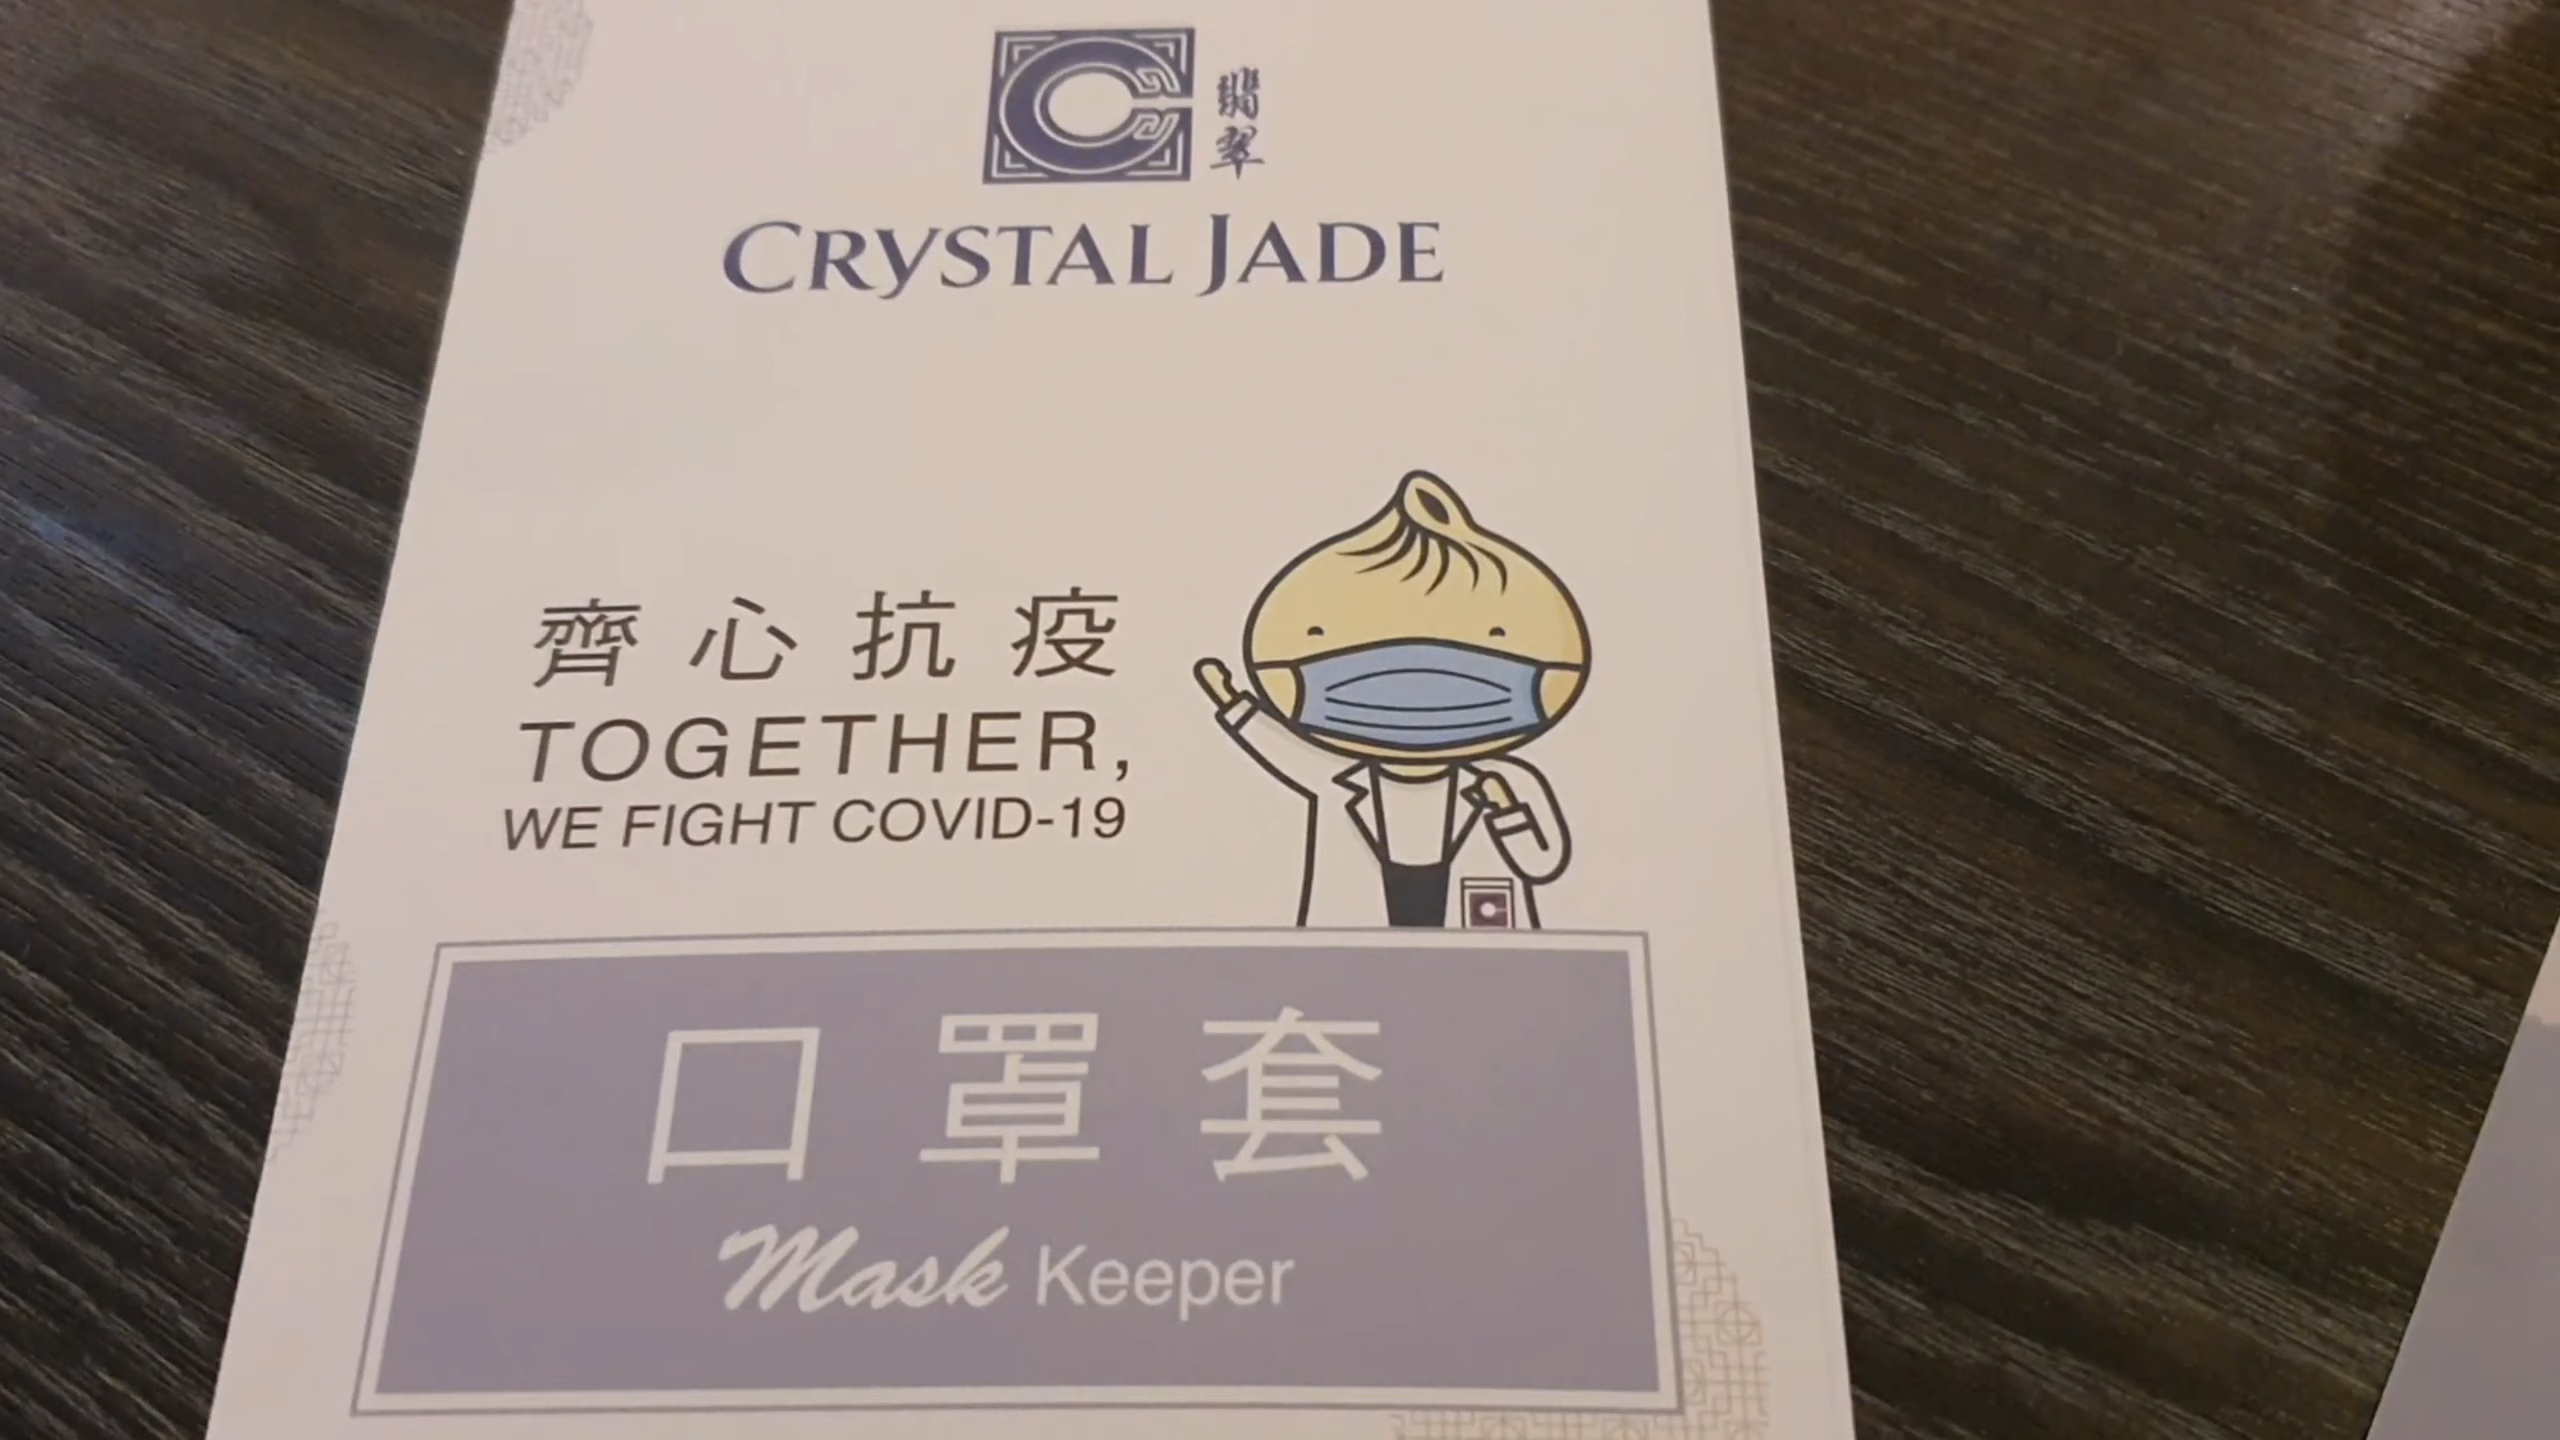 翡翠
CRYSTAL JADE
齊心抗疫
TOGETHER,
WE FIGHT COVID-19
口罩套
Mask Keeper